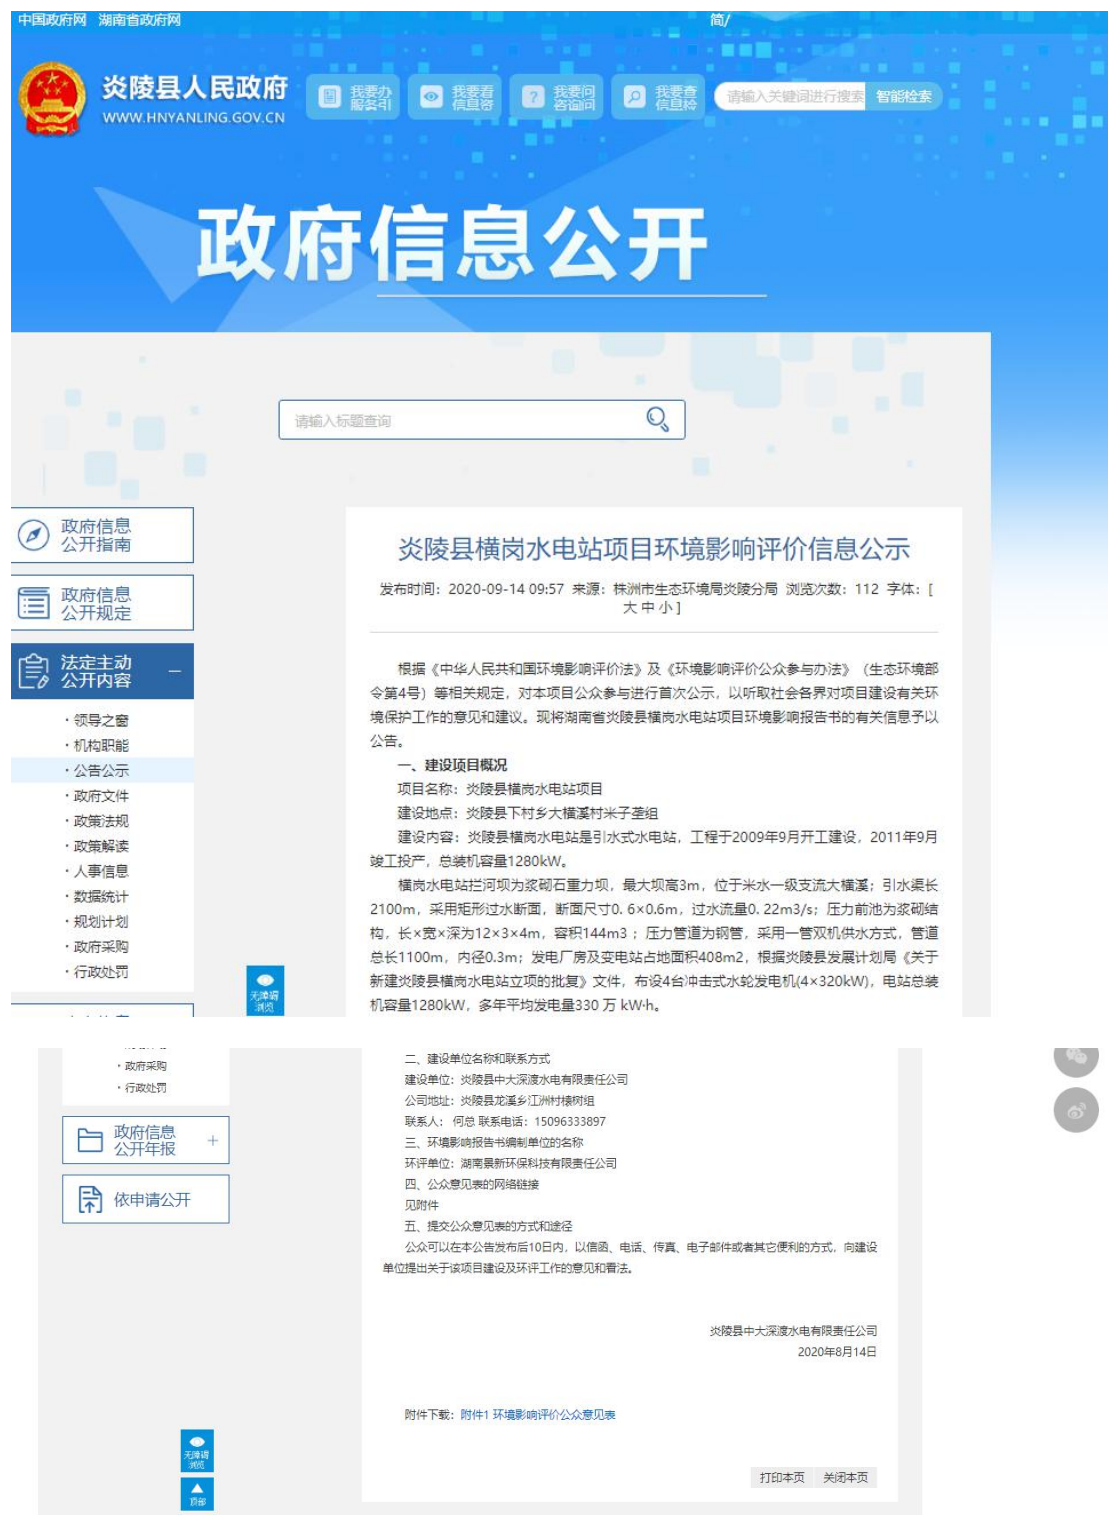 中国政府网 湖南省政府网
简/
炎陵县人民政府
WWW.HNYANLING.GOV.CN
我要办
服务引
我要看
信息资
我要问
咨询问
我要查
信息检
请输入关键词进行搜索 智能检索
政府信息公开
请输入标题查询
政府信息
公开指南
政府信息
公开规定
法定主动
公开内容
· 领导之窗
· 机构职能
· 公告公示
· 政府文件
· 政策法规
· 政策解读
· 人事信息
· 数据统计
· 规划计划
· 政府采购
· 行政处罚
无障碍
浏览
炎陵县横岗水电站项目环境影响评价信息公示
发布时间：2020-09-14 09:57 来源：株洲市生态环境局炎陵分局 浏览次数：112 字体：[
大 中 小 ]
根据《中华人民共和国环境影响评价法》及《环境影响评价公众参与办法》（生态环境部
令第4号）等相关规定，对本项目公众参与进行首次公示，以听取社会各界对项目建设有关环
境保护工作的意见和建议。现将湖南省炎陵县横岗水电站项目环境影响报告书的有关信息予以
公告。
一、建设项目概况
项目名称：炎陵县横岗水电站项目
建设地点：炎陵县下村乡大横溪村米子垄组
建设内容：炎陵县横岗水电站是引水式水电站，工程于2009年9月开工建设，2011年9月
竣工投产，总装机容量1280kW。
横岗水电站拦河坝为浆砌石重力坝，最大坝高3m，位于米水一级支流大横溪；引水渠长
2100m，采用矩形过水断面，断面尺寸0. 6×0.6m，过水流量0. 22m3/s；压力前池为浆砌结
构，长×宽×深为12×3×4m，容积144m3 ；压力管道为钢管，采用一管双机供水方式，管道
总长1100m，内径0.3m；发电厂房及变电站占地面积408m2，根据炎陵县发展计划局《关于
新建炎陵县横岗水电站立项的批复》文件，布设4台冲击式水轮发电机(4×320kW)，电站总装
机容量1280kW，多年平均发电量330 万 kW·h。
· 政府采购
· 行政处罚
政府信息
公开年报
依申请公开
二、建设单位名称和联系方式
建设单位：炎陵县中大深渡水电有限责任公司
公司地址：炎陵县龙溪乡江洲村榱树组
联系人： 何总 联系电话：15096333897
三、环境影响报告书编制单位的名称
环评单位：湖南景新环保科技有限责任公司
四、公众意见表的网络链接
见附件
五、提交公众意见表的方式和途径
公众可以在本公告发布后10日内，以信函、电话、传真、电子邮件或者其它便利的方式，向建设
单位提出关于该项目建设及环评工作的意见和看法。
炎陵县中大深渡水电有限责任公司
2020年8月14日
附件下载：附件1 环境影响评价公众意见表
无障碍
浏览
顶部
打印本页 关闭本页